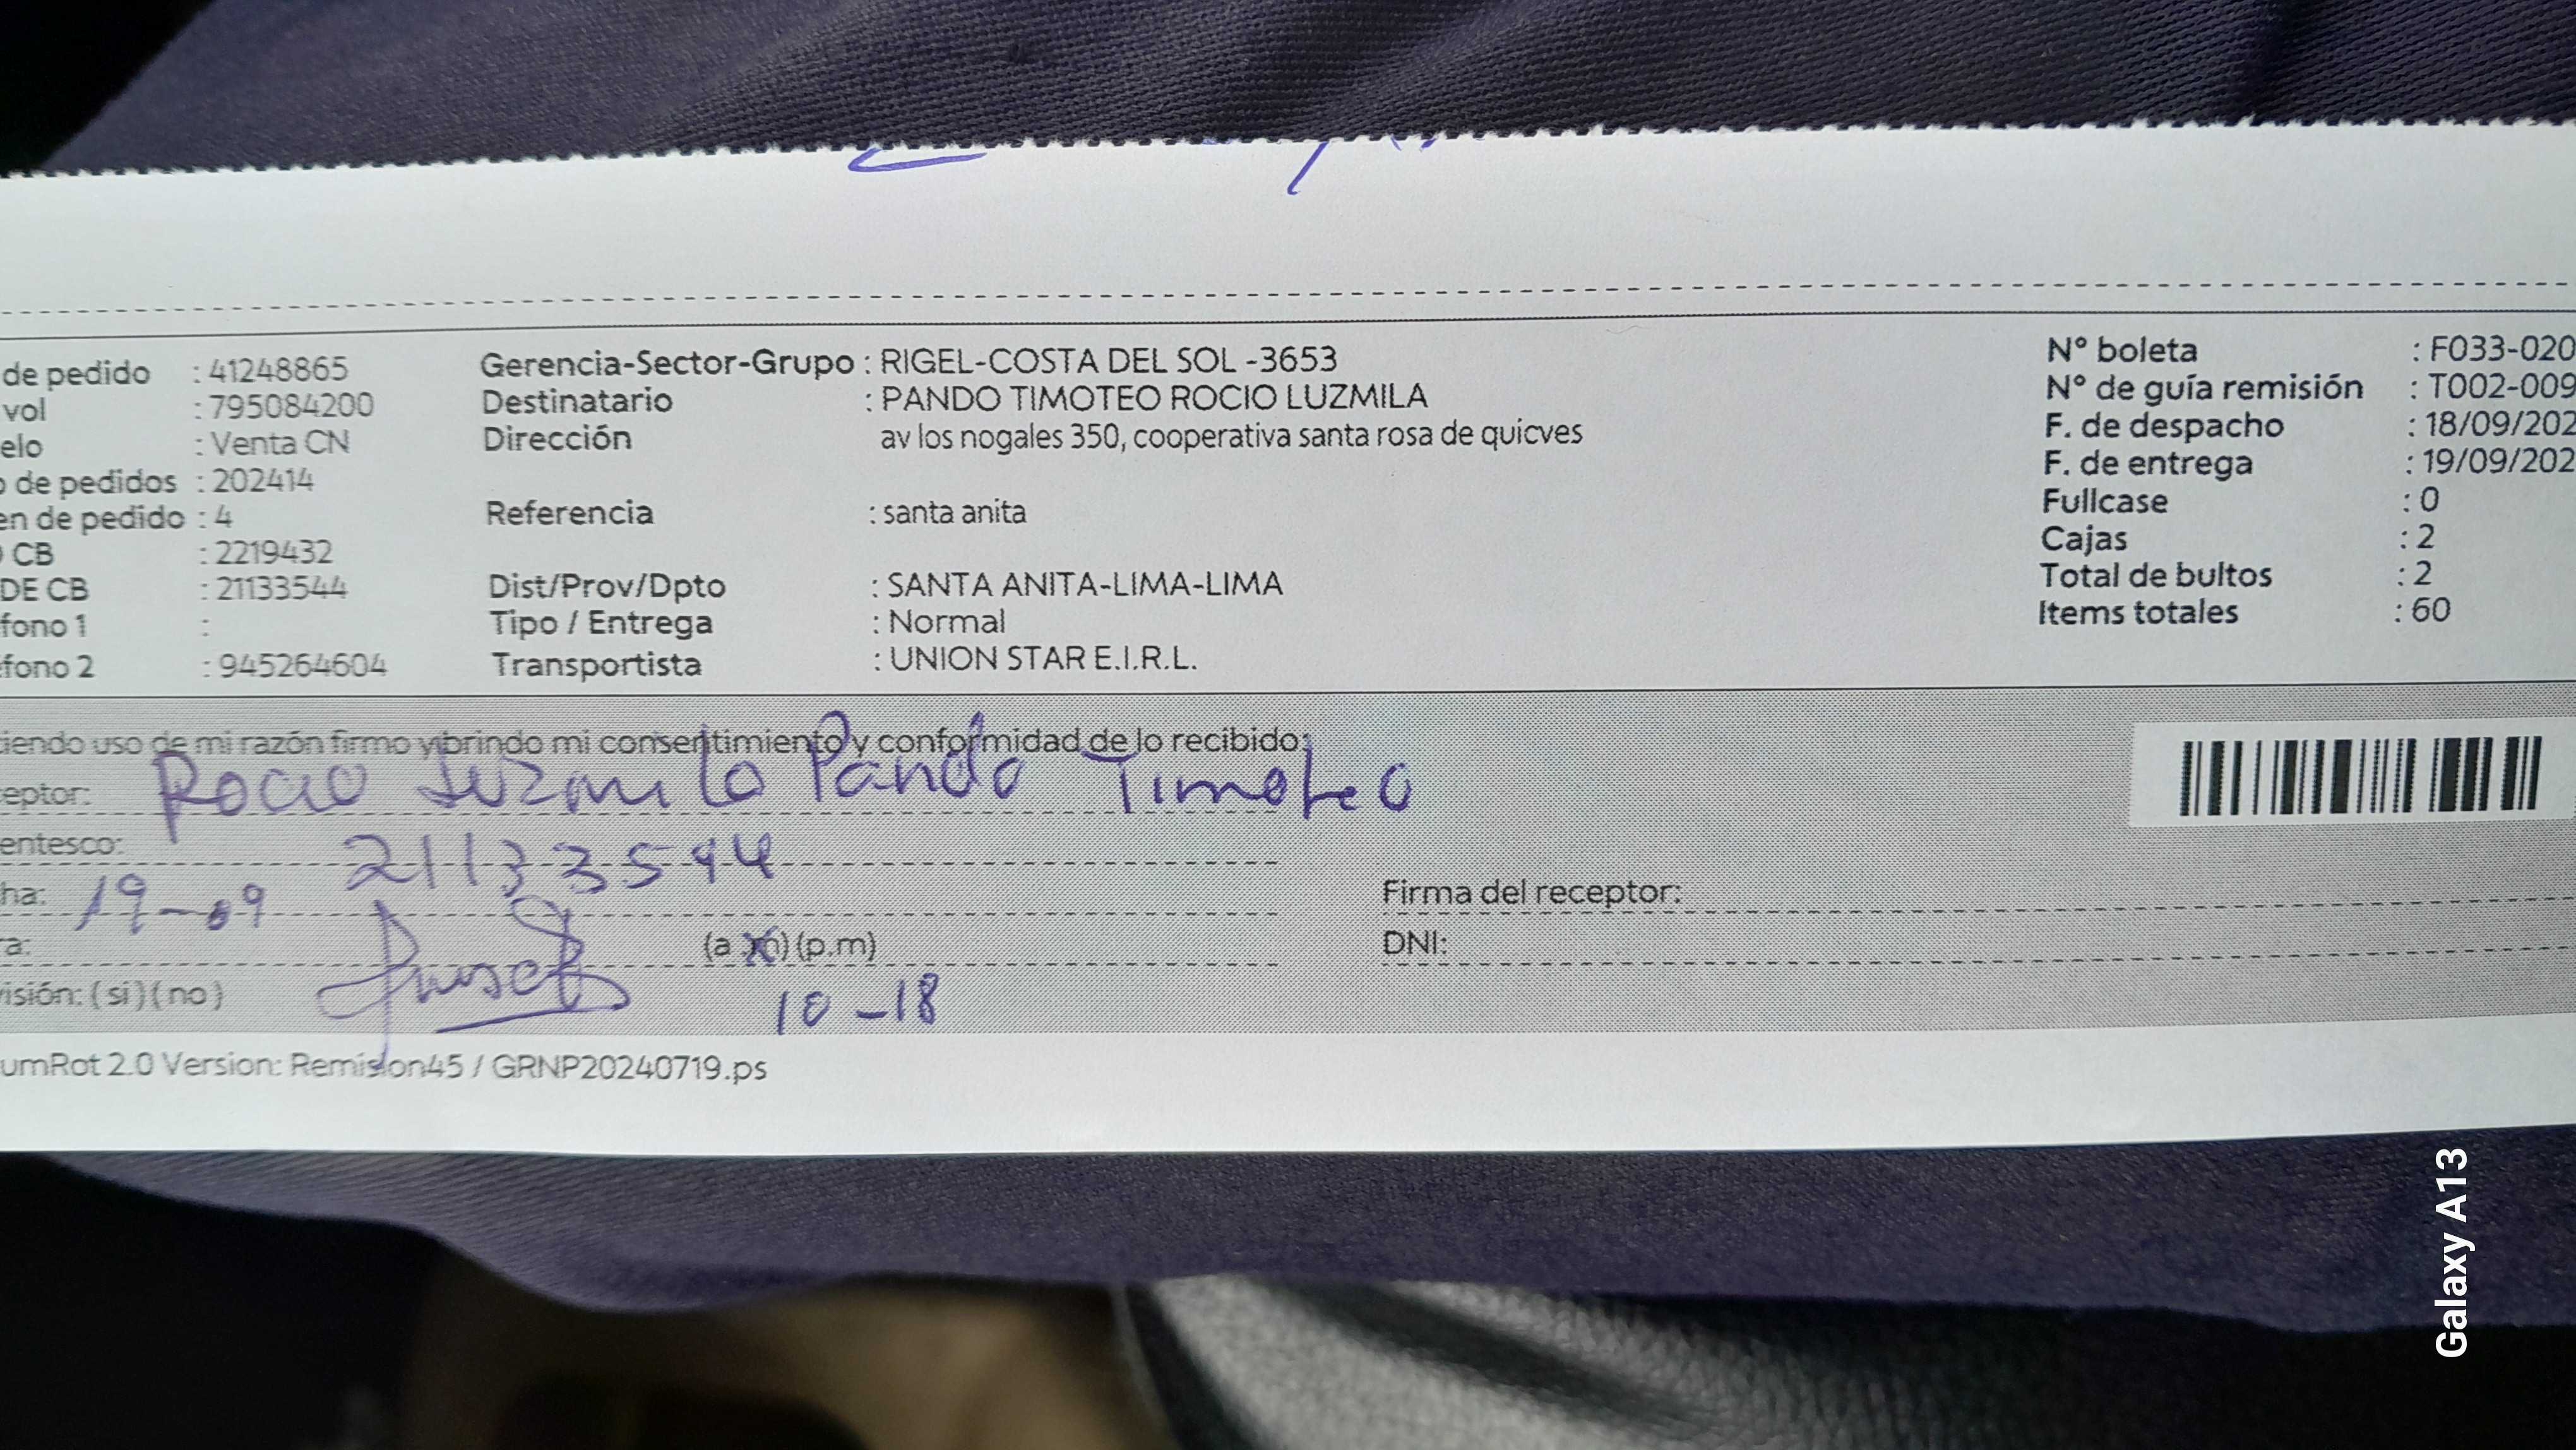 de pedido : 41248865
vol : 795084200
elo : Venta CN
de pedidos : 202414
en de pedido : 4
CB : 2219432
DE CB : 21133544
fono 1 :
fono 2 : 945264604
Gerencia-Sector-Grupo : RIGEL-COSTA DEL SOL -3653
Destinatario : PANDO TIMOTEO ROCIO LUZMILA
Dirección av los nogales 350, cooperativa santa rosa de quicves
Referencia : santa anita
Dist/Prov/Dpto : SANTA ANITA-LIMA-LIMA
Tipo / Entrega : Normal
Transportista : UNION STAR E.I.R.L.
Nº boleta : F033-020
Nº de guía remisión : T002-009
F. de despacho : 18/09/202
F. de entrega : 19/09/202
Fullcase : 0
Cajas : 2
Total de bultos : 2
Items totales : 60
iendo uso de mi razón firmo y brindo mi consentimiento y conformidad de lo recibido:
eptor: Rocio Luzmila Pando Timoteo
entesco: 21133544
ha: 19-09
a: (a m) (p.m)
10-18
isión: ( si ) ( no )
Firma del receptor:
DNI:
umRot 2.0 Version: Remision45 / GRNP20240719.ps
Galaxy A13